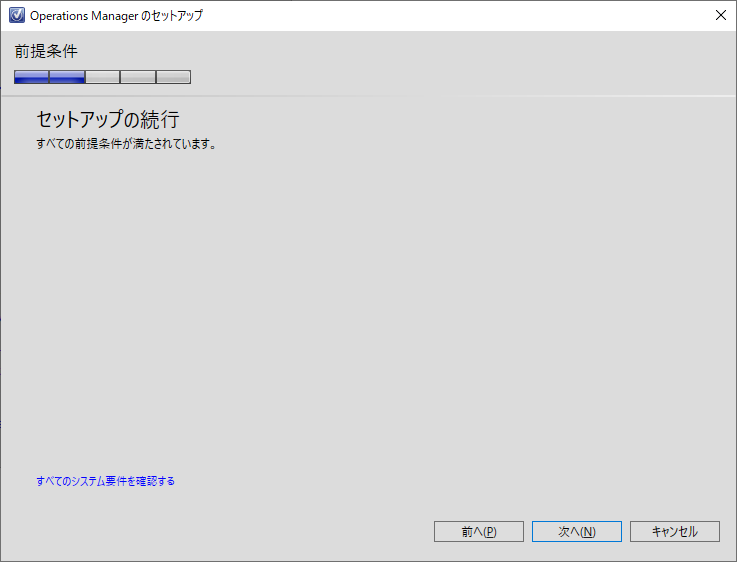 Operations Manager のセットアップ
前提条件
セットアップの続行
すべての前提条件が満たされています。
すべてのシステム要件を確認する
前へ(P) 次へ(N) キャンセル